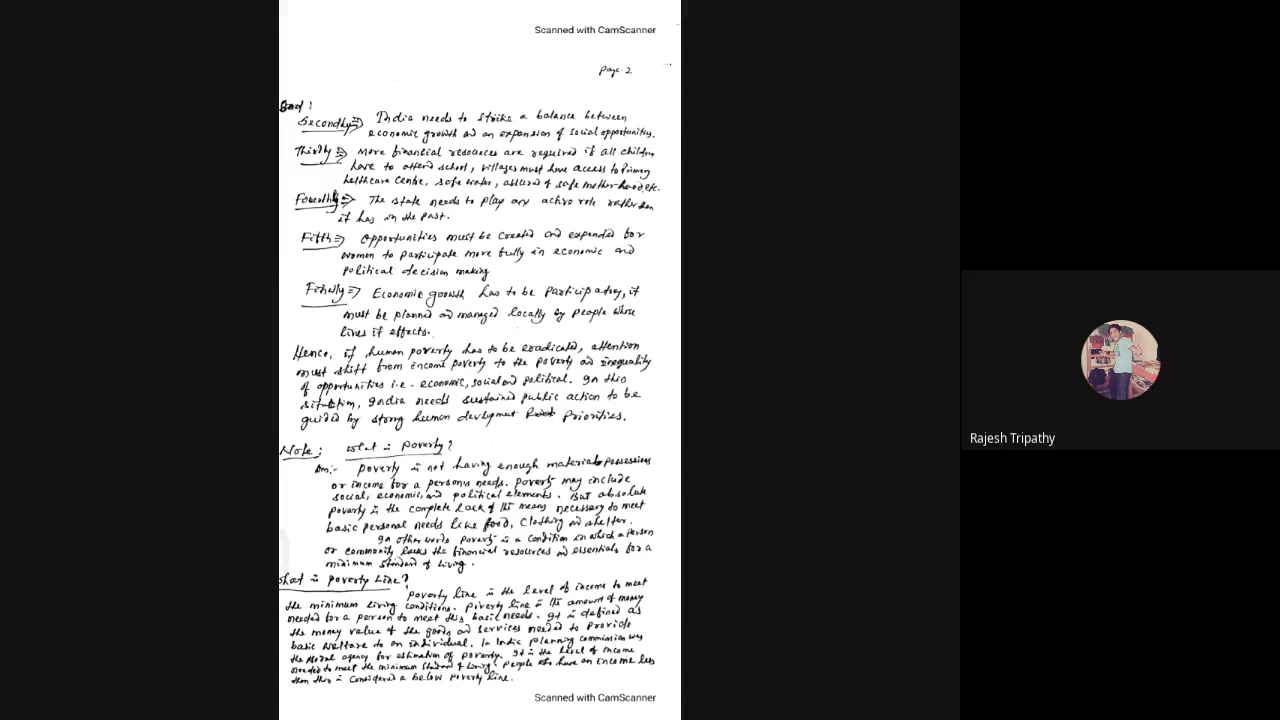 Scanned with CamScanner
Page-2
Secondly ⇒ India needs to strike a balance between
economic growth and an expansion of social opportunities.
Thirdly ⇒ More financial resources are required if all children
have to attend school, villages must have access to Primary
healthcare centre, safe water, assured of safe motherhood, etc.
Fourthly ⇒ The state needs to play an active role rather than
it has in the past.
Fifth ⇒ Opportunities must be created and expanded for
women to participate more fully in economic and
political decision making
Finally ⇒ Economic growth has to be participatory, it
must be planned and managed locally by people whose
lives it effects.
Hence, if human poverty has to be eradicated, attention
must shift from income poverty to the poverty and inequality
of opportunities i.e. economic, social and political. In this
situation, India needs sustained public action to be
guided by strong human devlopment Priorities.
Note: What is Poverty?
Ans:- Poverty is not having enough material possessions
or income for a persons needs. Poverty may include
social, economic, and political elements. But absolute
poverty is the complete lack of the means necessary to meet
basic personal needs like food, clothing and shelter.
In other words poverty is a condition in which a person
or community lacks the financial resources and essentials for a
minimum standard of living.
What is Poverty Line?
Poverty line is the level of income to meet
the minimum living conditions. Poverty line is the amount of money
needed for a person to meet this basic needs. It is defined as
the money value of the goods and services needed to provide
basic welfare to an individual. In India Planning commission was
the Nodal agency for estimation of poverty. It is the level of income
needed to meet the minimum standard of living. People who have an income less
then this is considered a below poverty line.
Scanned with CamScanner
Rajesh Tripathy